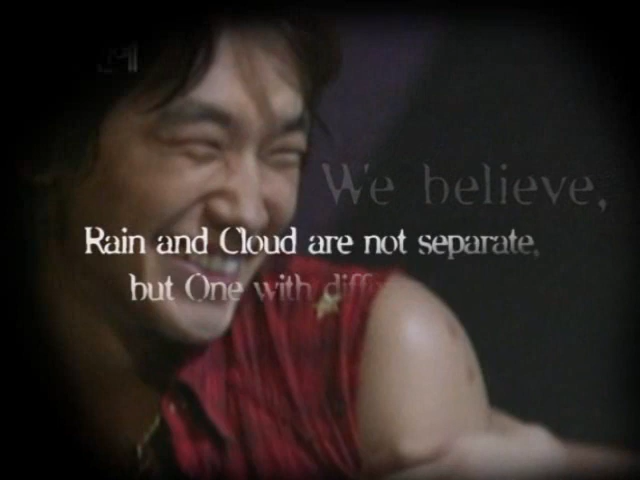 We believe,
Rain and Cloud are not separate,
but One with